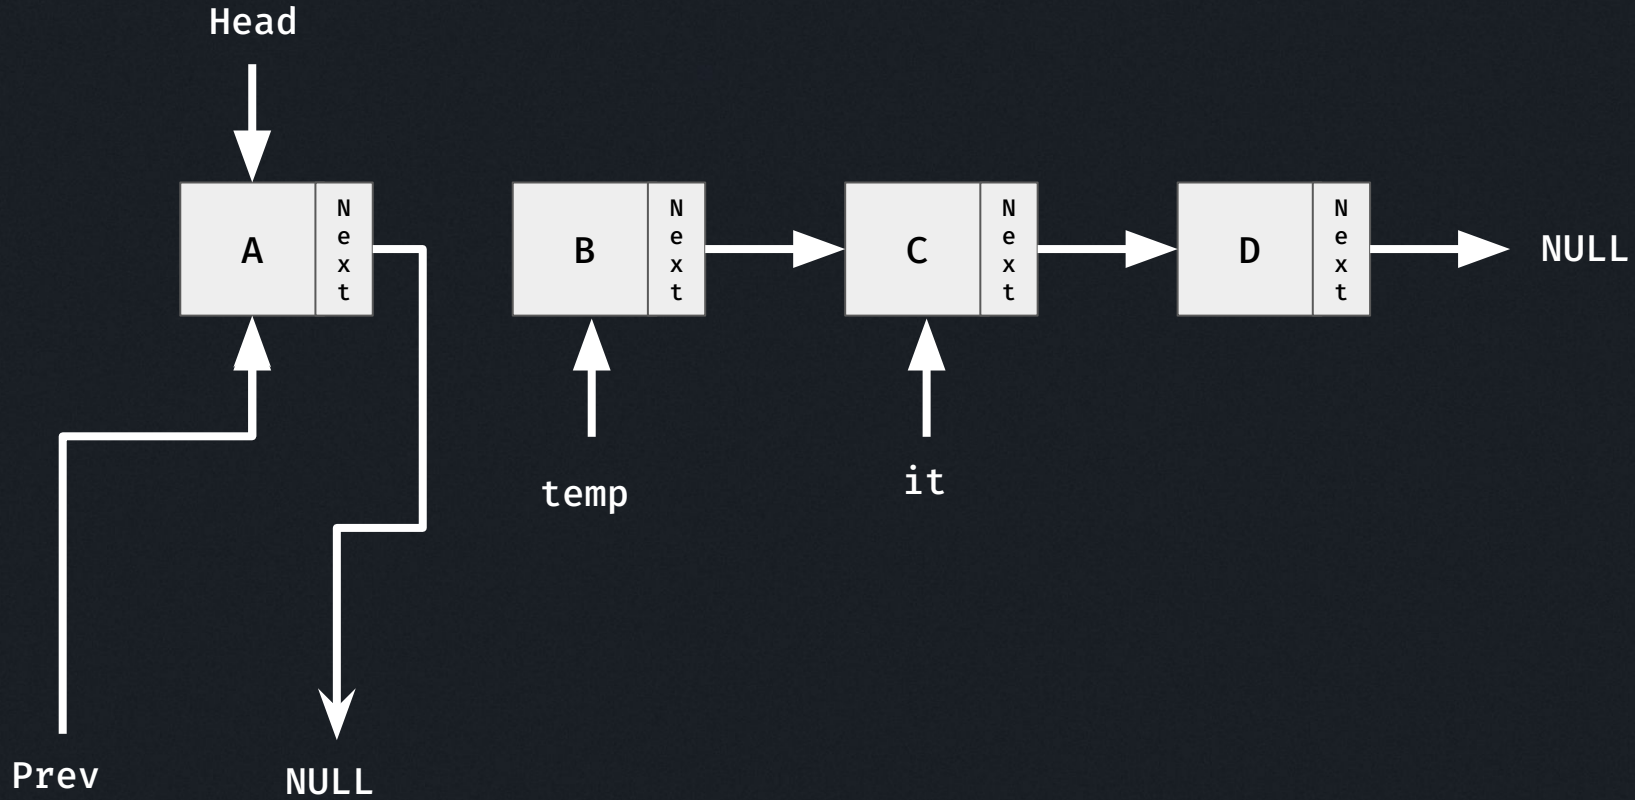 Head
A
Next
B
Next
C
Next
D
Next
NULL
temp
it
Prev
NULL